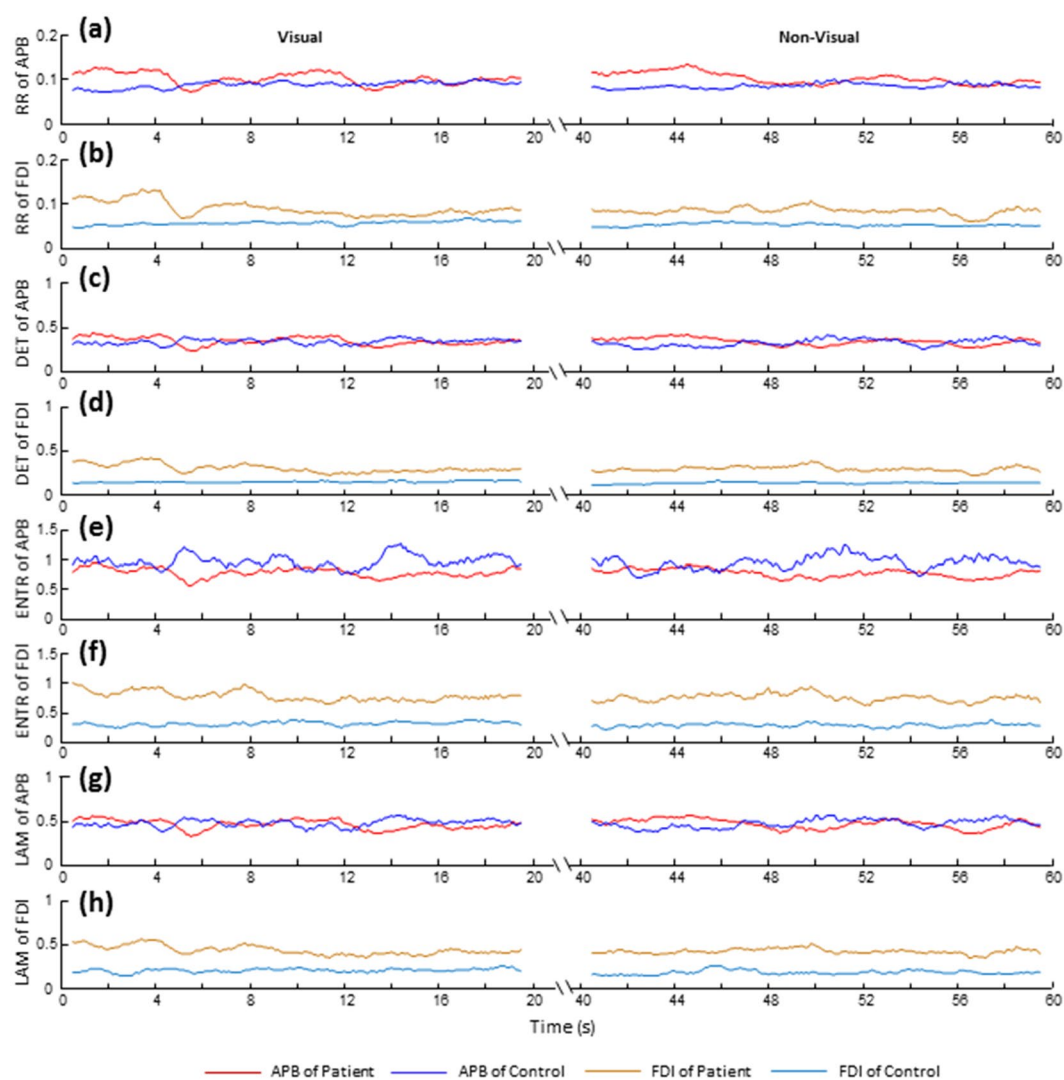 (a) Visual Non-Visual
RR of APB
0.2
0.1
0
0 4 8 12 16 20 40 44 48 52 56 60
(b)
RR of FDI
0.2
0.1
0
0 4 8 12 16 20 40 44 48 52 56 60
(c)
DET of APB
1
0.5
0
0 4 8 12 16 20 40 44 48 52 56 60
(d)
DET of FDI
1
0.5
0
0 4 8 12 16 20 40 44 48 52 56 60
(e)
ENTR of APB
1.5
1
0.5
0
0 4 8 12 16 20 40 44 48 52 56 60
(f)
ENTR of FDI
1.5
1
0.5
0
0 4 8 12 16 20 40 44 48 52 56 60
(g)
LAM of APB
1
0.5
0
0 4 8 12 16 20 40 44 48 52 56 60
(h)
LAM of FDI
1
0.5
0
0 4 8 12 16 20 40 44 48 52 56 60
Time (s)
APB of Patient APB of Control FDI of Patient FDI of Control